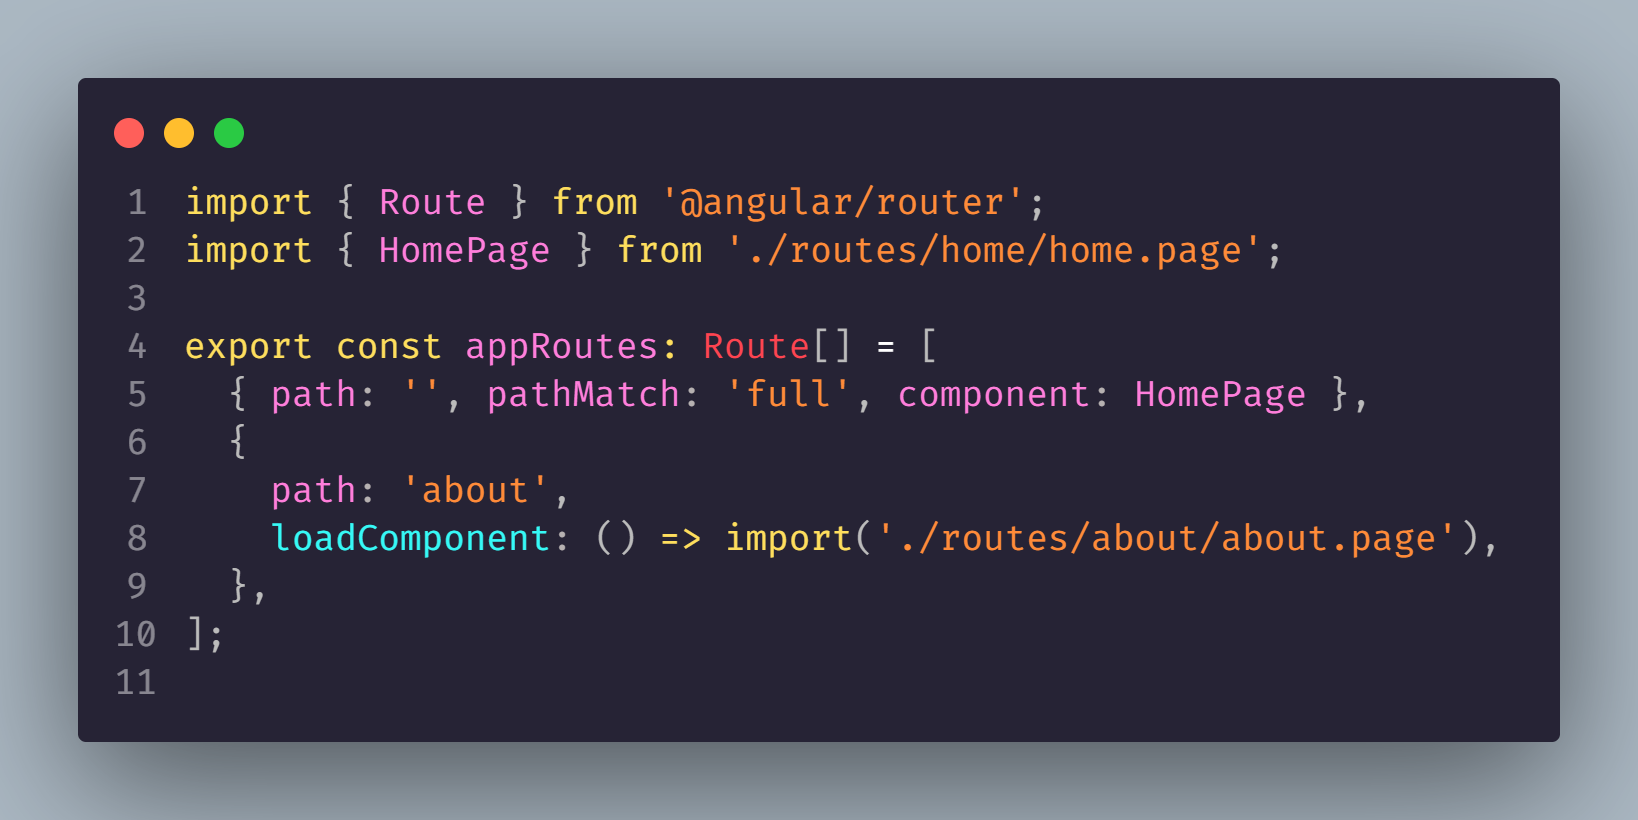 1 import { Route } from '@angular/router';
2 import { HomePage } from './routes/home/home.page';
3
4 export const appRoutes: Route[] = [
5   { path: '', pathMatch: 'full', component: HomePage },
6   {
7     path: 'about',
8     loadComponent: () => import('./routes/about/about.page'),
9   },
10 ];
11